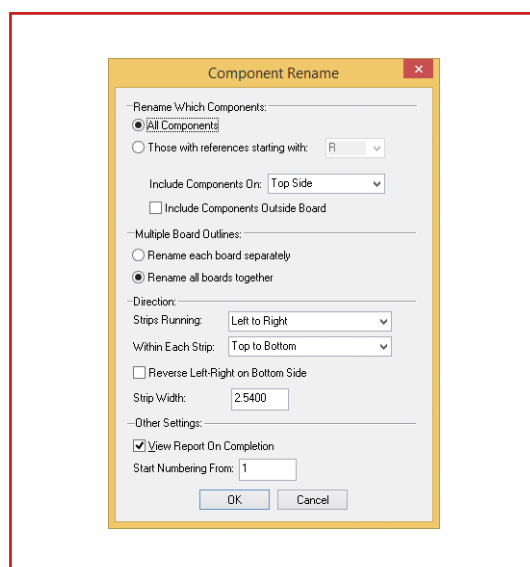 Component Rename
Rename Which Components:
All Components
Those with references starting with: R
Include Components On: Top Side
Include Components Outside Board
Multiple Board Outlines:
Rename each board separately
Rename all boards together
Direction:
Strips Running: Left to Right
Within Each Strip: Top to Bottom
Reverse Left-Right on Bottom Side
Strip Width: 2.5400
Other Settings:
View Report On Completion
Start Numbering From: 1
OK Cancel